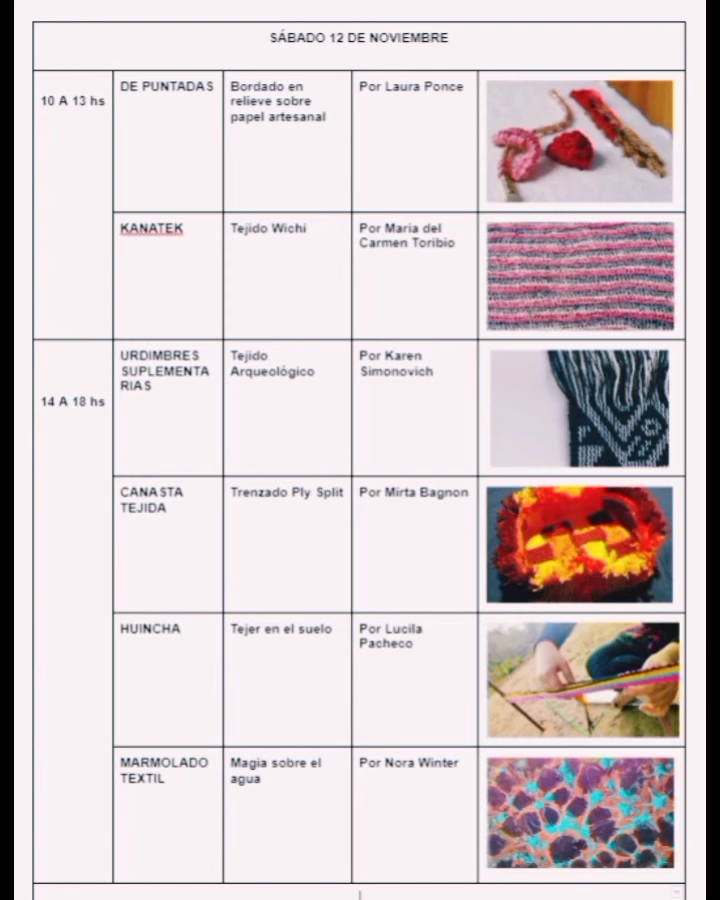 SÁBADO 12 DE NOVIEMBRE
10 A 13 hs
DE PUNTADAS
Bordado en
relieve sobre
papel artesanal
Por Laura Ponce
KANATEK
Tejido Wichi
Por Maria del
Carmen Toribio
14 A 18 hs
URDIMBRES
SUPLEMENTA
RIAS
Tejido
Arqueológico
Por Karen
Simonovich
CANASTA
TEJIDA
Trenzado Ply Split
Por Mirta Bagnon
HUINCHA
Tejer en el suelo
Por Lucila
Pacheco
MARMOLADO
TEXTIL
Magia sobre el
agua
Por Nora Winter